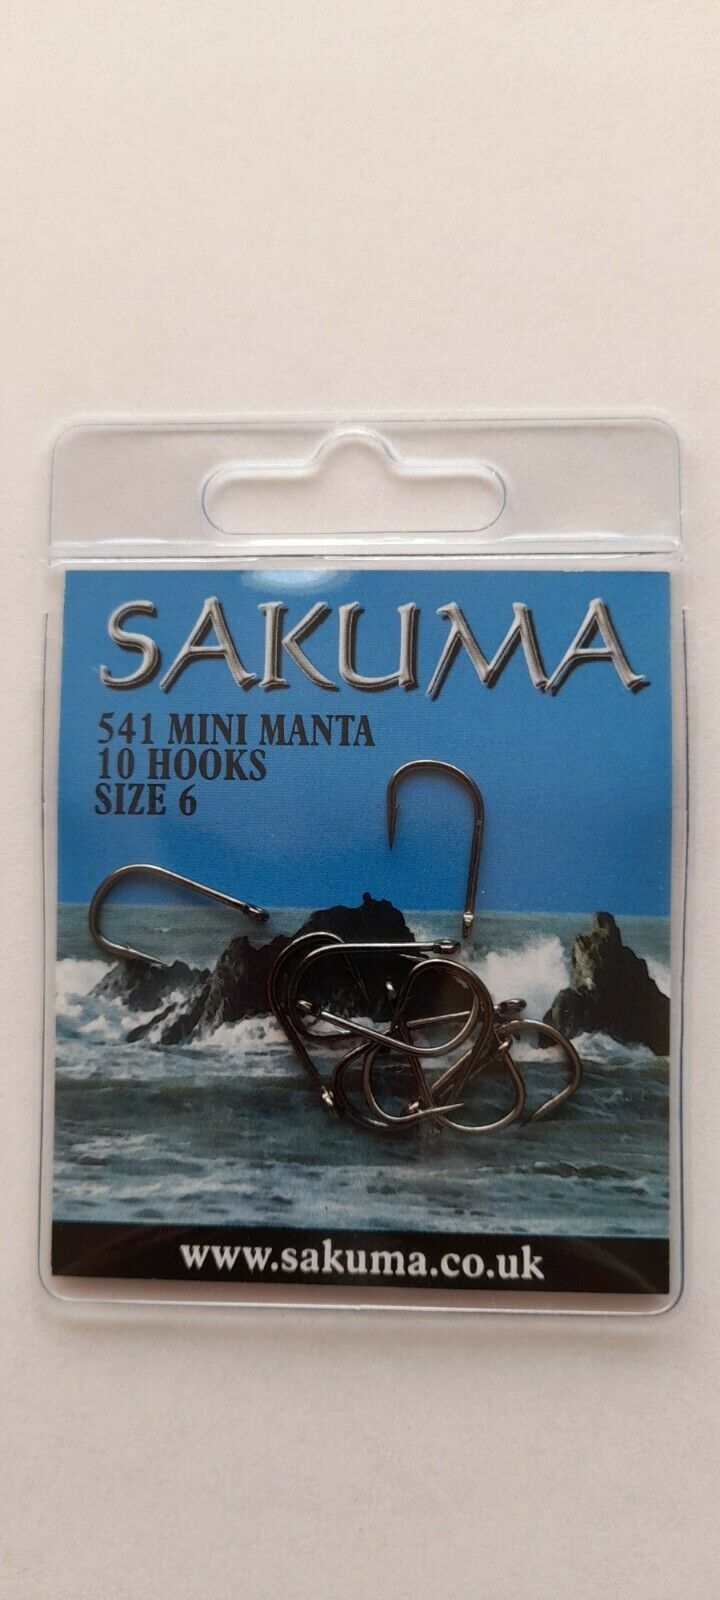 SAKUMA
541 MINI MANTA
10 HOOKS
SIZE 6
www.sakuma.co.uk